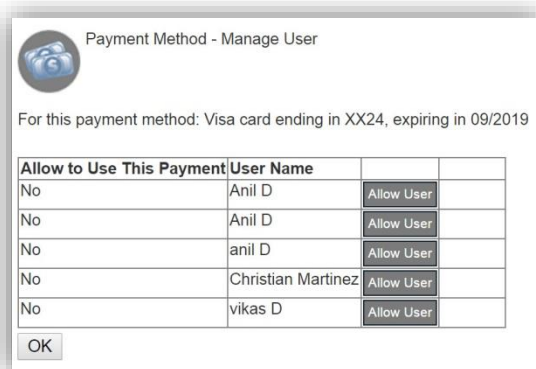 Payment Method - Manage User
For this payment method: Visa card ending in XX24, expiring in 09/2019
Allow to Use This Payment User Name
No Anil D Allow User
No Anil D Allow User
No anil D Allow User
No Christian Martinez Allow User
No vikas D Allow User
OK